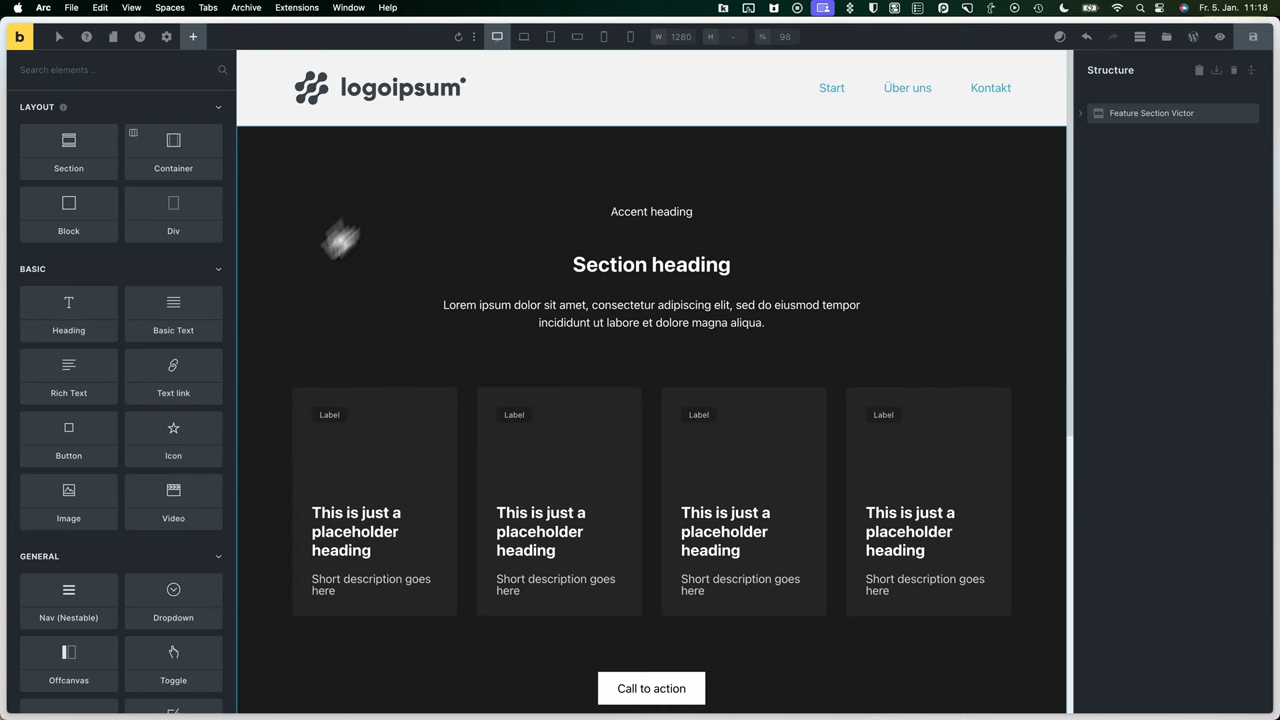 Arc File Edit View Spaces Tabs Archive Extensions Window Help Fr. 5. Jan. 11:18
b W 1280 H - % 98
Search elements ..
LAYOUT
Section
Container
Block
Div
BASIC
Heading
Basic Text
Rich Text
Text link
Button
Icon
Image
Video
GENERAL
Nav (Nestable)
Dropdown
Offcanvas
Toggle
logoipsum
Start
Über uns
Kontakt
Accent heading
Section heading
Lorem ipsum dolor sit amet, consectetur adipiscing elit, sed do eiusmod tempor
incididunt ut labore et dolore magna aliqua.
Label
This is just a
placeholder
heading
Short description goes
here
Label
This is just a
placeholder
heading
Short description goes
here
Label
This is just a
placeholder
heading
Short description goes
here
Label
This is just a
placeholder
heading
Short description goes
here
Call to action
Structure
Feature Section Victor